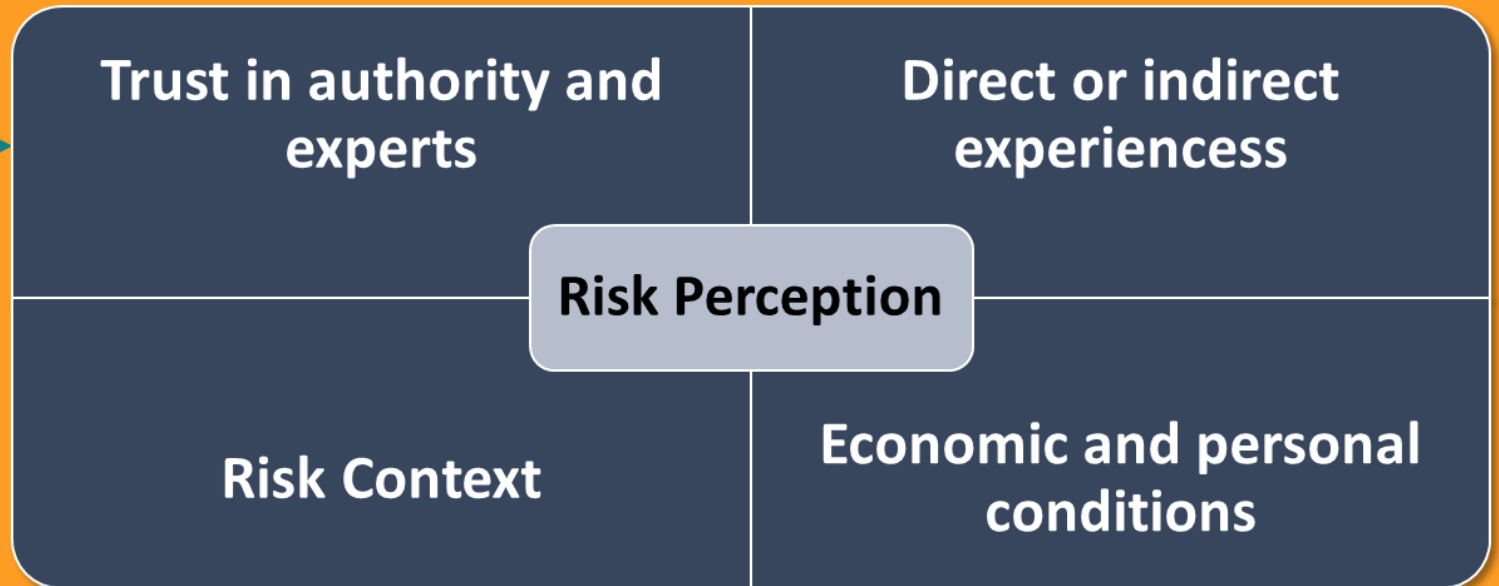 Trust in authority and
experts
Direct or indirect
experiencess
Risk Perception
Risk Context
Economic and personal
conditions